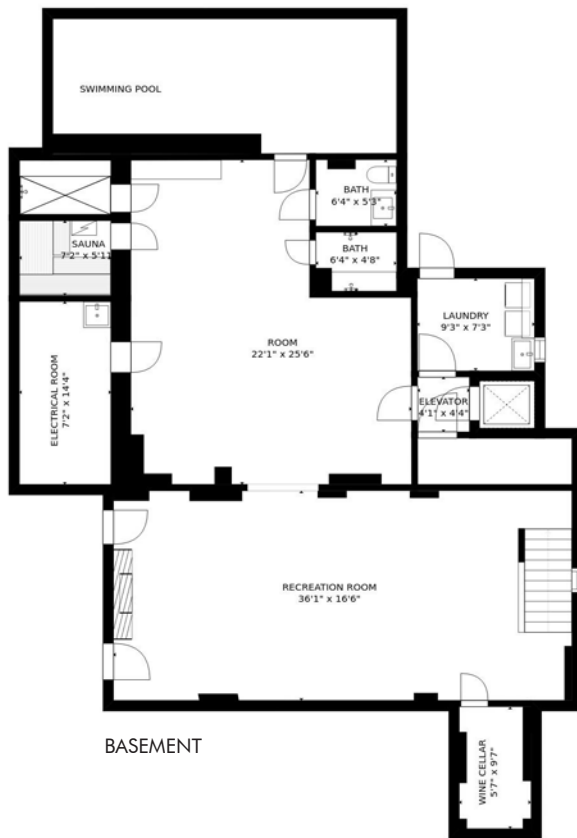 SWIMMING POOL
BATH
6'4" x 5'3"
SAUNA
7'2" x 5'11
BATH
6'4" x 4'8"
LAUNDRY
9'3" x 7'3"
ROOM
22'1" x 25'6"
ELECTRICAL ROOM
7'2" x 14'4"
ELEVATOR
4'1" x 4'4"
RECREATION ROOM
36'1" x 16'6"
WINE CELLAR
5'7" x 9'7"
BASEMENT